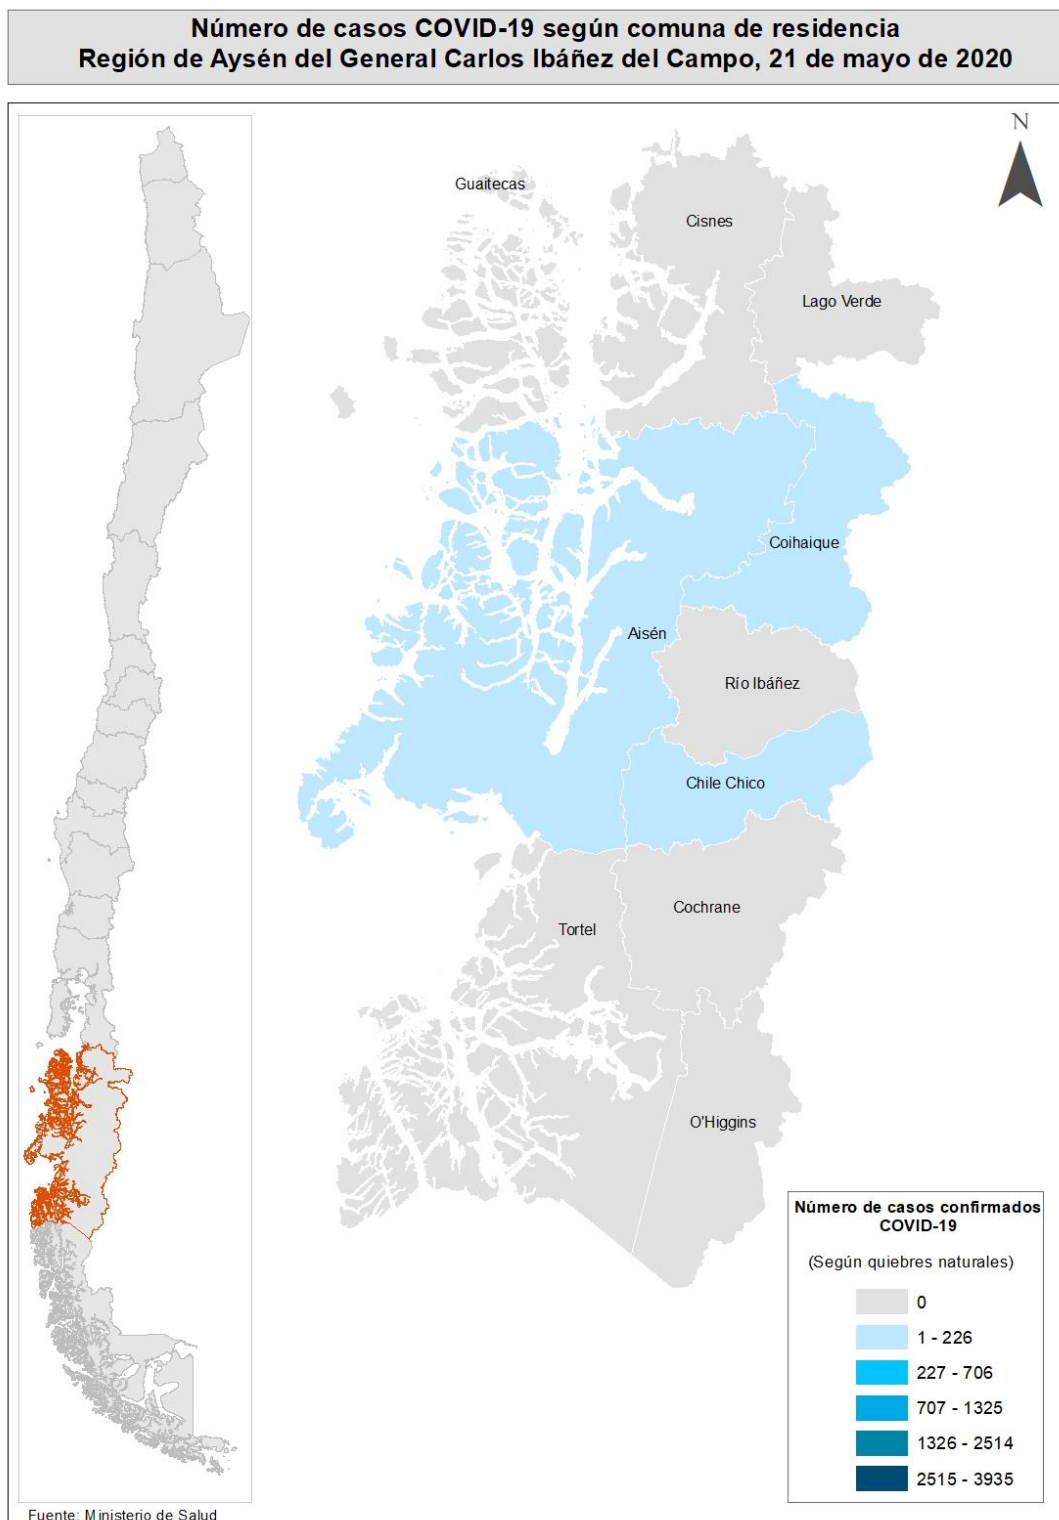 Número de casos COVID-19 según comuna de residencia
Región de Aysén del General Carlos Ibáñez del Campo, 21 de mayo de 2020
N
Guaitecas
Cisnes
Lago Verde
Coihaique
Aisén
Río Ibáñez
Chile Chico
Cochrane
Tortel
O'Higgins
Número de casos confirmados
COVID-19
(Según quiebres naturales)
0
1 - 226
227 - 706
707 - 1325
1326 - 2514
2515 - 3935
Fuente: Ministerio de Salud